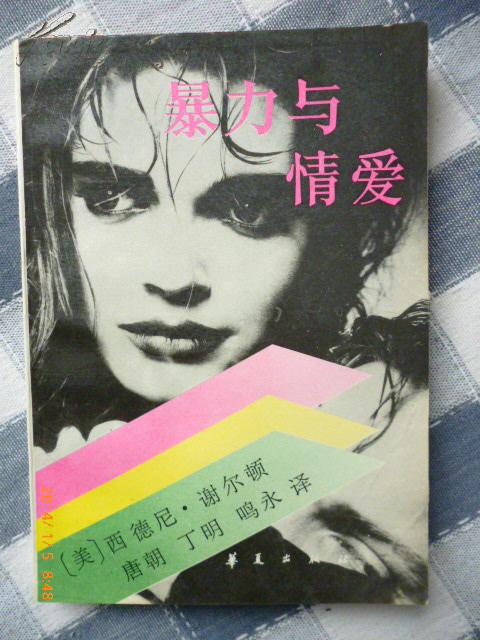 暴力与
情爱
〔美〕西德尼·谢尔顿
唐朝 丁明 鸣永 译
华夏出版社
2014/1/5 8:48